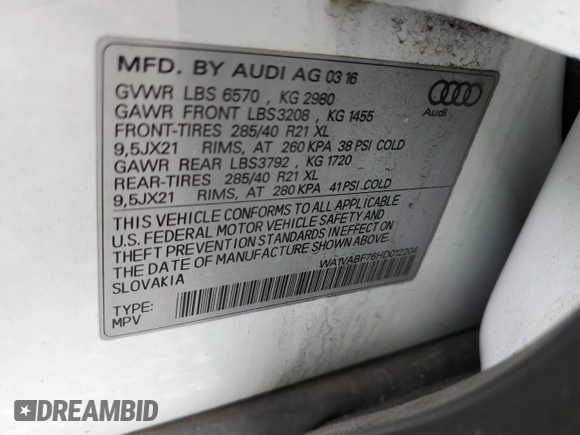 MFD. BY AUDI AG 03 16
GVWR LBS 6570 , KG 2980
GAWR FRONT LBS3208 , KG 1455
FRONT-TIRES 285/40 R21 XL
9,5JX21 RIMS, AT 260 KPA 38 PSI COLD
GAWR REAR LBS3792 , KG 1720
REAR-TIRES 285/40 R21 XL
9,5JX21 RIMS, AT 280 KPA 41 PSI COLD
Audi
THIS VEHICLE CONFORMS TO ALL APPLICABLE
U.S. FEDERAL MOTOR VEHICLE SAFETY AND
THEFT PREVENTION STANDARDS IN EFFECT ON
THE DATE OF MANUFACTURE SHOWN ABOVE.
SLOVAKIA
WA1VABF76HD012204
TYPE:
MPV
DREAMBID